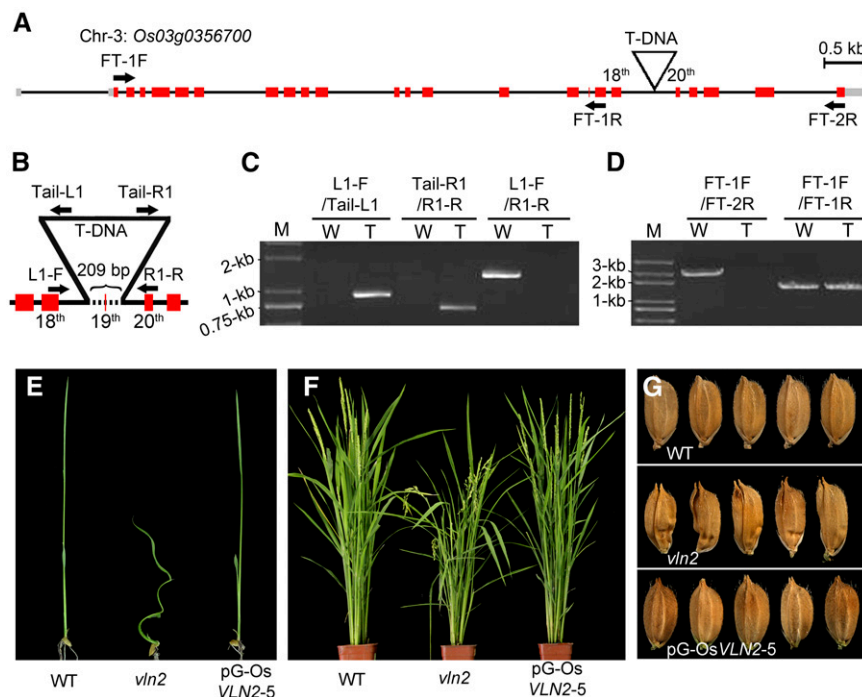 A
Chr-3: Os03g0356700
FT-1F
T-DNA
0.5 kb
18th
20th
FT-1R
FT-2R
B
Tail-L1
Tail-R1
T-DNA
L1-F
209 bp
R1-R
18th
19th
20th
C
L1-F
/Tail-L1
Tail-R1
/R1-R
L1-F
/R1-R
M
W
T
W
T
W
T
2-kb
1-kb
0.75-kb
D
FT-1F
/FT-2R
FT-1F
/FT-1R
M
W
T
W
T
3-kb
2-kb
1-kb
E
WT
vln2
pG-Os
VLN2-5
F
WT
vln2
pG-Os
VLN2-5
G
WT
vln2
pG-OsVLN2-5